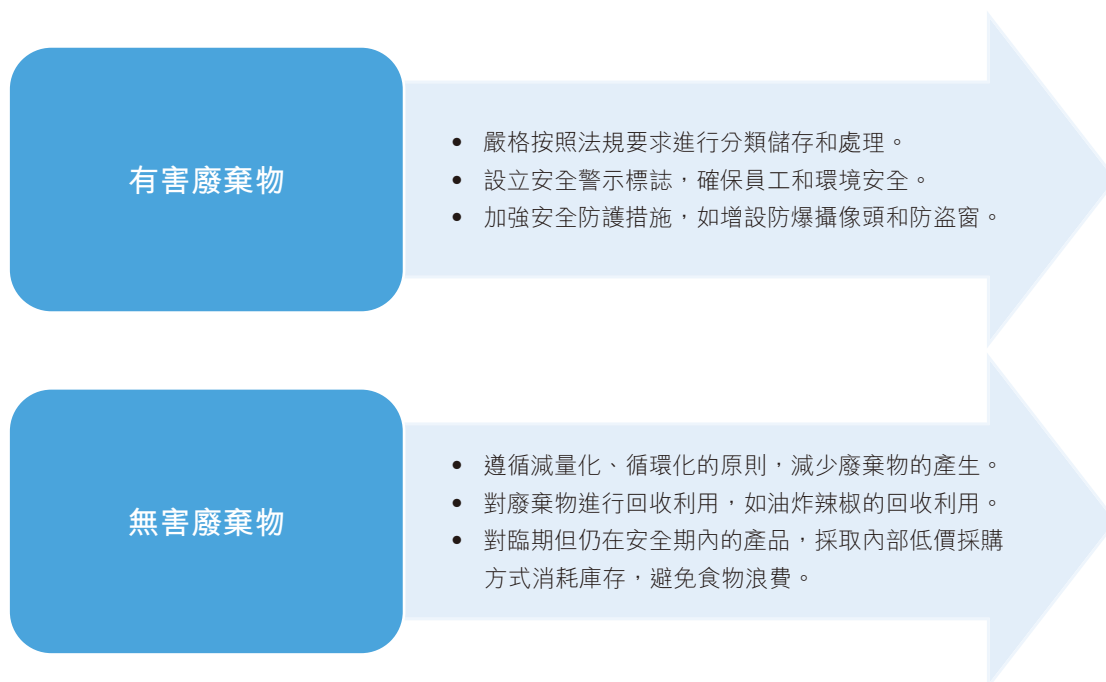 有害廢棄物
• 嚴格按照法規要求進行分類儲存和處理。
• 設立安全警示標誌，確保員工和環境安全。
• 加強安全防護措施，如增設防爆攝像頭和防盜窗。
無害廢棄物
• 遵循減量化、循環化的原則，減少廢棄物的產生。
• 對廢棄物進行回收利用，如油炸辣椒的回收利用。
• 對臨期但仍在安全期內的產品，採取內部低價採購
方式消耗庫存，避免食物浪費。